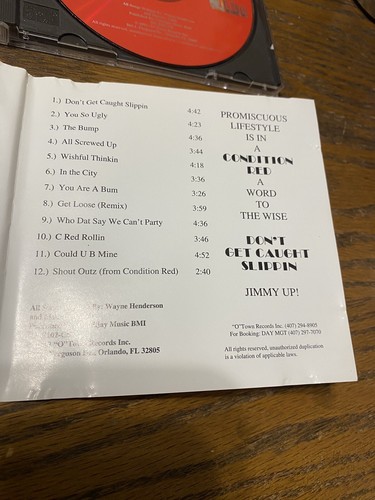 1.) Don't Get Caught Slippin 4:42
2.) You So Ugly 4:23
3.) The Bump 4:36
4.) All Screwed Up 3:44
5.) Wishful Thinkin 4:18
6.) In the City 3:36
7.) You Are A Bum 3:26
8.) Get Loose (Remix) 3:59
9.) Who Dat Say We Can't Party 4:36
10.) C Red Rollin 3:46
11.) Could U B Mine 4:52
12.) Shout Outz (from Condition Red) 2:40
All By: Wayne Henderson
Music BMI
"O"Town Records Inc.
Orlando, FL 32805
PROMISCUOUS
LIFESTYLE
IS IN
A
CONDITION
RED
A
WORD
TO
THE WISE
DON'T
GET CAUGHT
SLIPPIN
JIMMY UP!
"O"Town Records Inc. (407) 294-8905
For Booking: DAY MGT (407) 297-7070
All rights reserved, unauthorized duplication
is a violation of applicable laws.